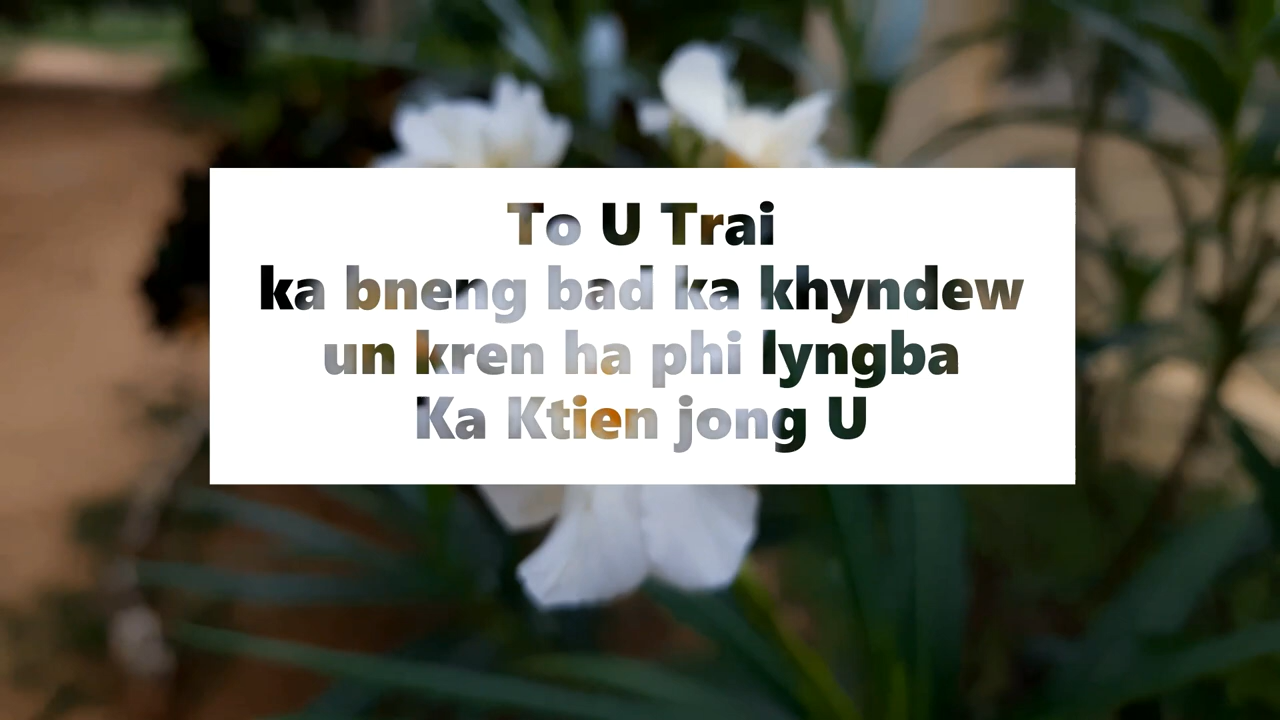 To U Trai
ka bneng bad ka khyndew
un kren ha phi lyngba
Ka Ktien jong U